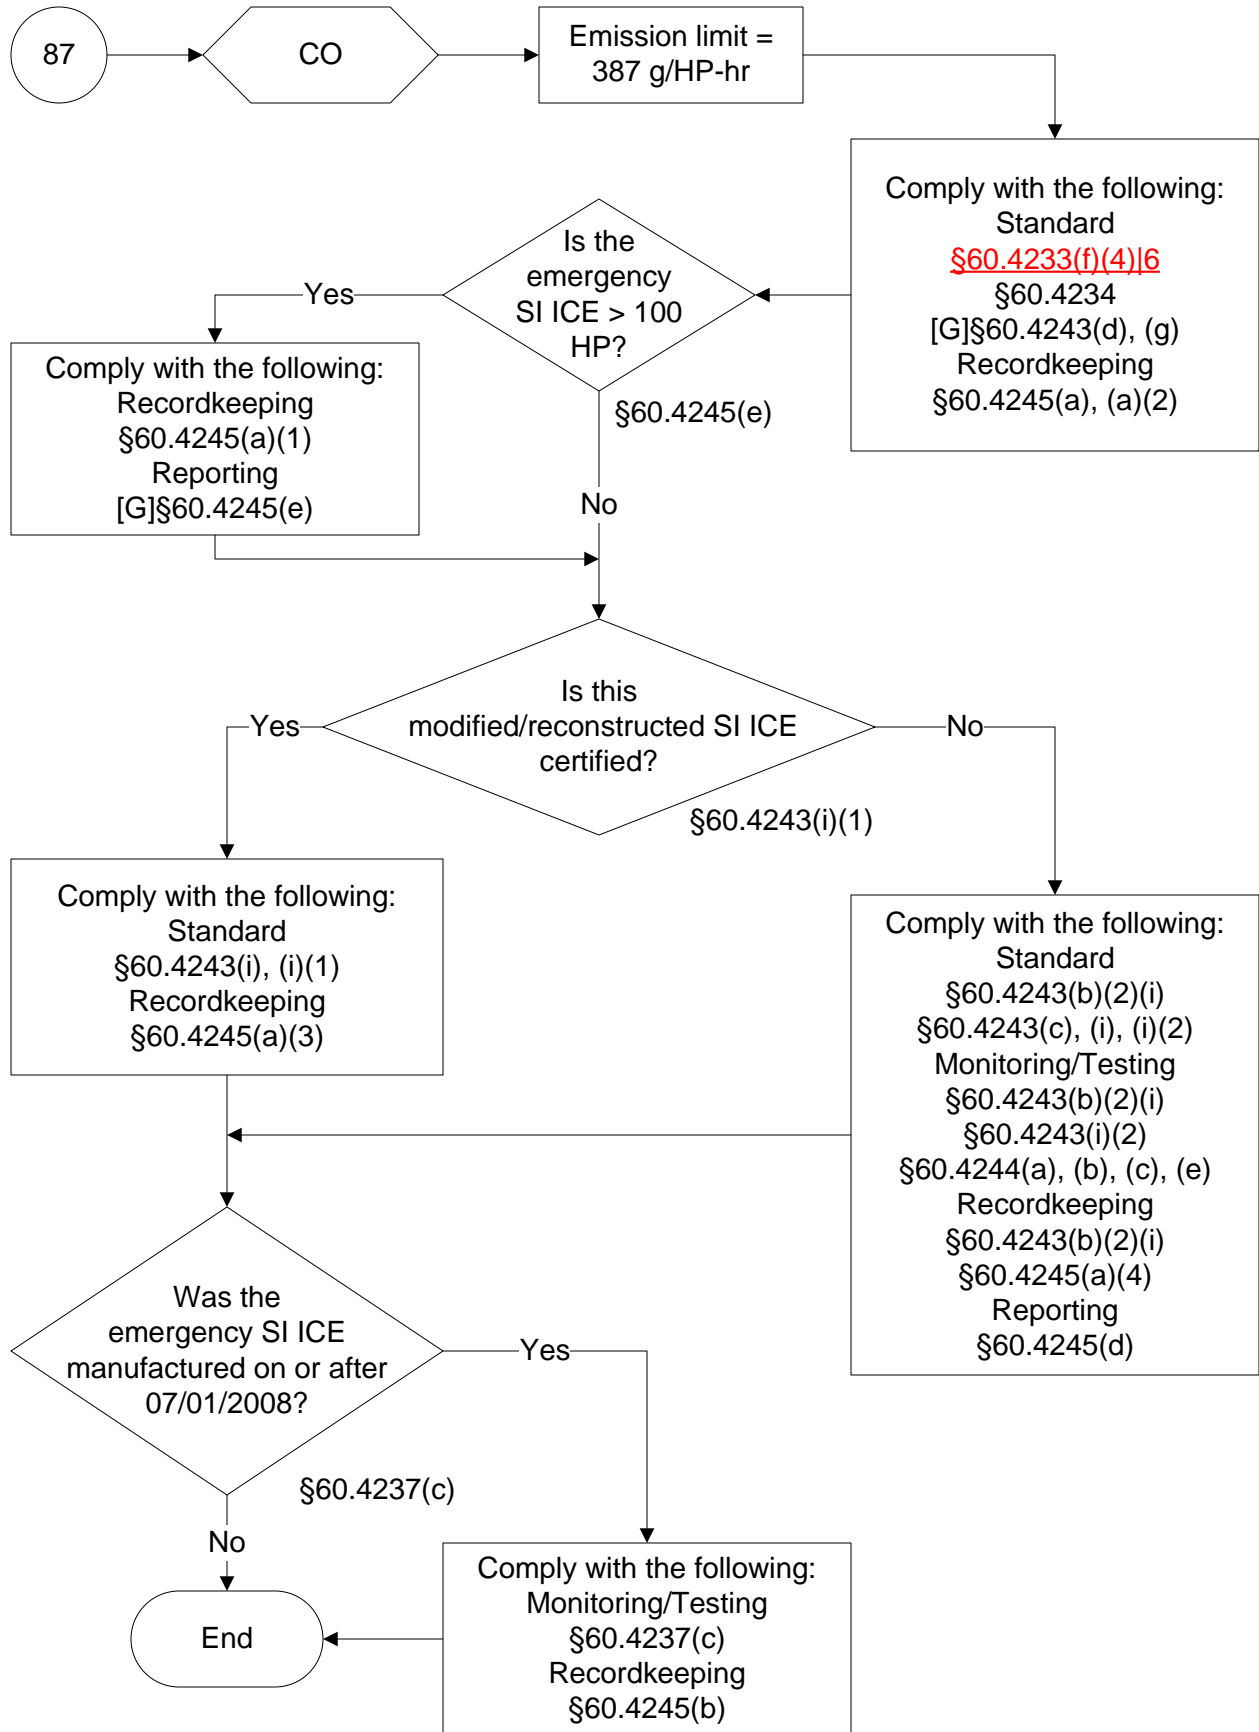 87
CO
Emission limit =
387 g/HP-hr
Comply with the following:
Standard
§60.4233(f)(4)|6
§60.4234
[G]§60.4243(d), (g)
Recordkeeping
§60.4245(a), (a)(2)
Is the
emergency
SI ICE > 100
HP?
§60.4245(e)
Yes
No
Comply with the following:
Recordkeeping
§60.4245(a)(1)
Reporting
[G]§60.4245(e)
Is this
modified/reconstructed SI ICE
certified?
§60.4243(i)(1)
Yes
No
Comply with the following:
Standard
§60.4243(i), (i)(1)
Recordkeeping
§60.4245(a)(3)
Comply with the following:
Standard
§60.4243(b)(2)(i)
§60.4243(c), (i), (i)(2)
Monitoring/Testing
§60.4243(b)(2)(i)
§60.4243(i)(2)
§60.4244(a), (b), (c), (e)
Recordkeeping
§60.4243(b)(2)(i)
§60.4245(a)(4)
Reporting
§60.4245(d)
Was the
emergency SI ICE
manufactured on or after
07/01/2008?
§60.4237(c)
Yes
No
Comply with the following:
Monitoring/Testing
§60.4237(c)
Recordkeeping
§60.4245(b)
End